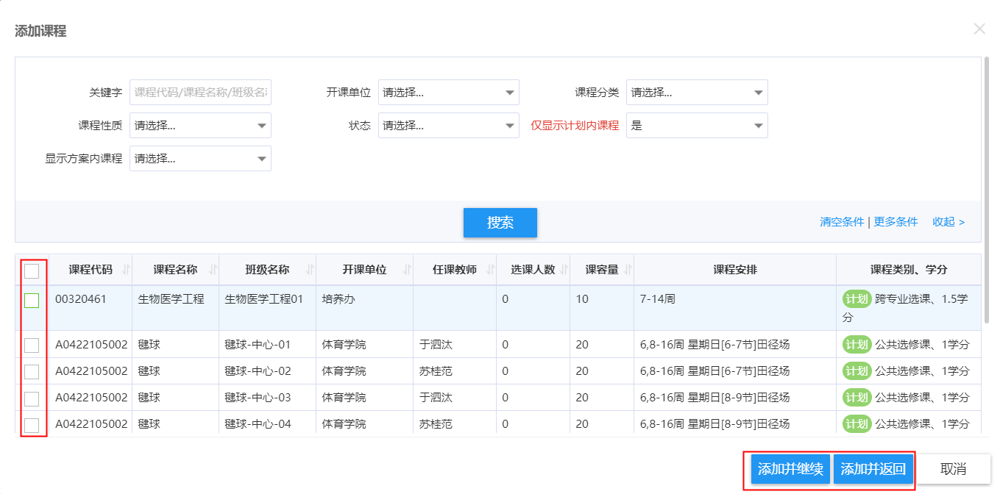 添加课程
关键字 课程代码/课程名称/班级名称 开课单位 请选择... 课程分类 请选择...
课程性质 请选择... 状态 请选择... 仅显示计划内课程 是
显示方案内课程 请选择...
搜索 清空条件 | 更多条件 收起 >
课程代码 课程名称 班级名称 开课单位 任课教师 选课人数 课容量 课程安排 课程类别、学分
00320461 生物医学工程 生物医学工程01 培养办 0 10 7-14周 计划 跨专业选课、1.5学
分
A0422105002 毽球 毽球-中心-01 体育学院 于泗汰 0 20 6,8-16周 星期日[6-7节]田径场 计划 公共选修课、1学分
A0422105002 毽球 毽球-中心-02 体育学院 苏桂范 0 20 6,8-16周 星期日[6-7节]田径场 计划 公共选修课、1学分
A0422105002 毽球 毽球-中心-03 体育学院 于泗汰 0 20 6,8-16周 星期日[8-9节]田径场 计划 公共选修课、1学分
A0422105002 毽球 毽球-中心-04 体育学院 苏桂范 0 20 6,8-16周 星期日[8-9节]田径场 计划 公共选修课、1学分
添加并继续 添加并返回 取消